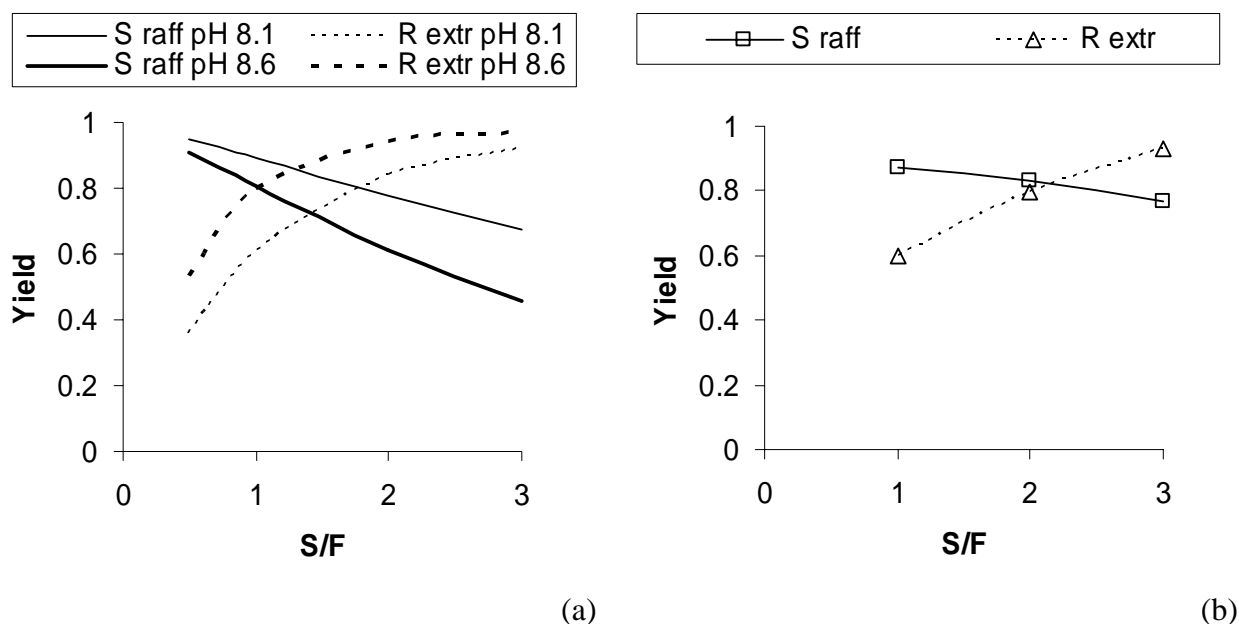 S raff pH 8.1 R extr pH 8.1
S raff pH 8.6 R extr pH 8.6
1
0.8
0.6
0.4
0.2
0
Yield
0 1 2 3
S/F
(a)
S raff R extr
1
0.8
0.6
0.4
0.2
0
Yield
0 1 2 3
S/F
(b)